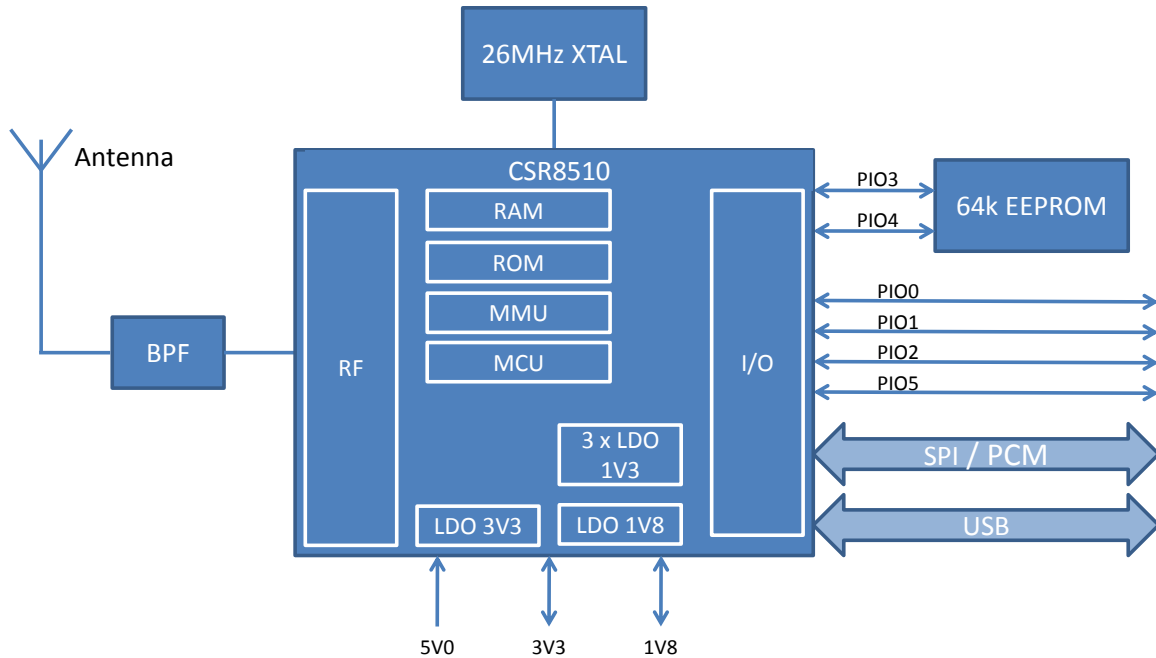 26MHz XTAL
Antenna
CSR8510
RAM
ROM
MMU
MCU
RF
I/O
BPF
3 x LDO
1V3
LDO 3V3
LDO 1V8
PIO3
PIO4
64k EEPROM
PIO0
PIO1
PIO2
PIO5
SPI / PCM
USB
5V0
3V3
1V8